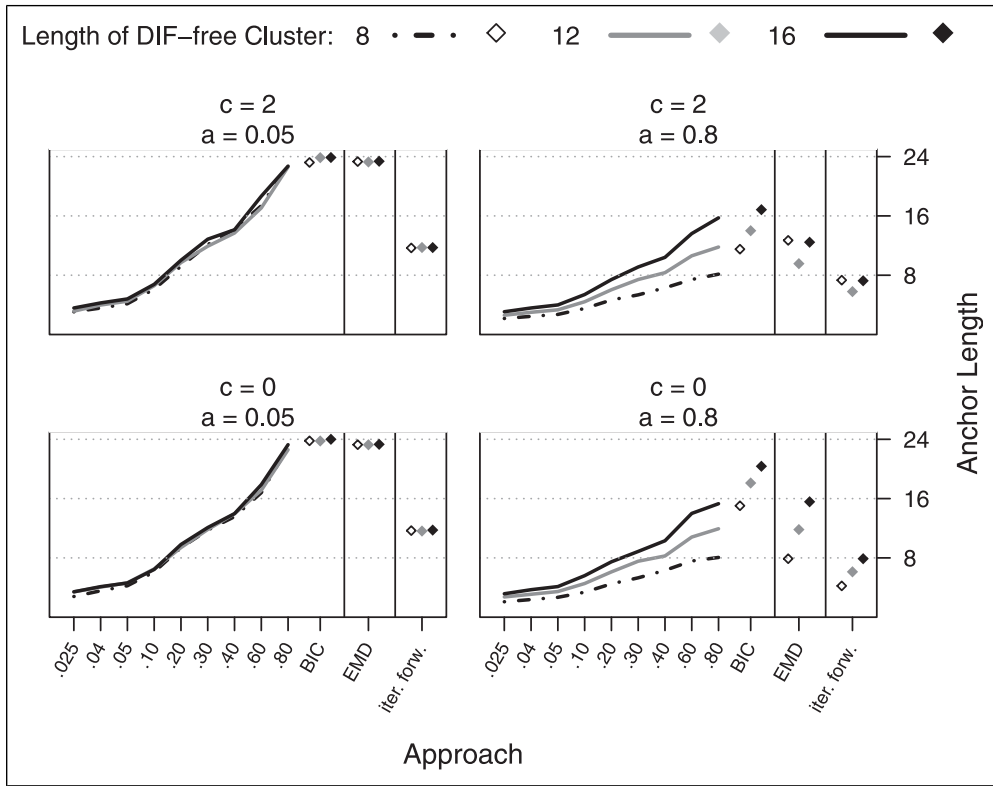 Length of DIF–free Cluster: 8 12 16
c = 2
a = 0.05
c = 2
a = 0.8
24
16
8
c = 0
a = 0.05
c = 0
a = 0.8
24
16
8
Anchor Length
.025 .04 .05 .10 .20 .30 .40 .60 .80 BIC EMD iter. forw.
.025 .04 .05 .10 .20 .30 .40 .60 .80 BIC EMD iter. forw.
Approach